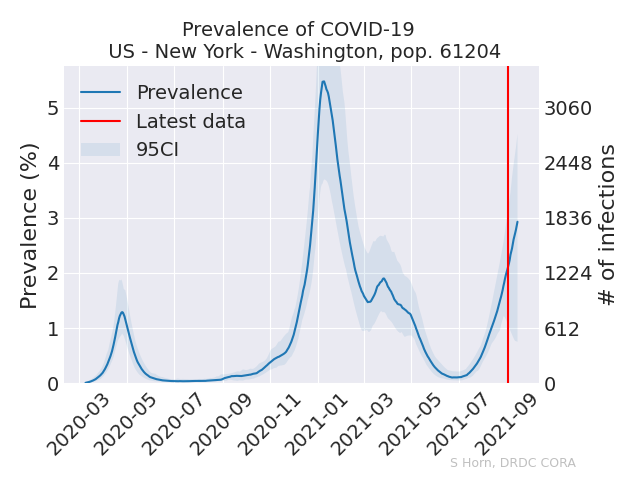 Prevalence of COVID-19
US - New York - Washington, pop. 61204
Prevalence
Latest data
95CI
Prevalence (%)
5
4
3
2
1
0
3060
2448
1836
1224
612
0
# of infections
2020-03
2020-05
2020-07
2020-09
2020-11
2021-01
2021-03
2021-05
2021-07
2021-09
S Horn, DRDC CORA